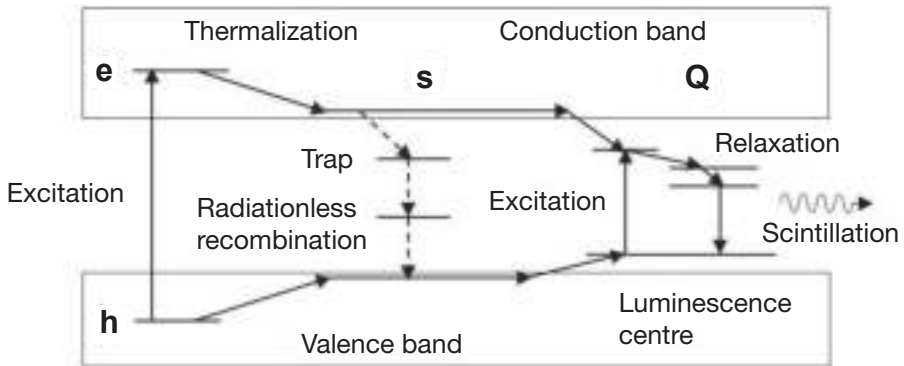 Thermalization
Conduction band
e
s
Q
Relaxation
Trap
Excitation
Radiationless
recombination
Excitation
Scintillation
h
Luminescence
centre
Valence band